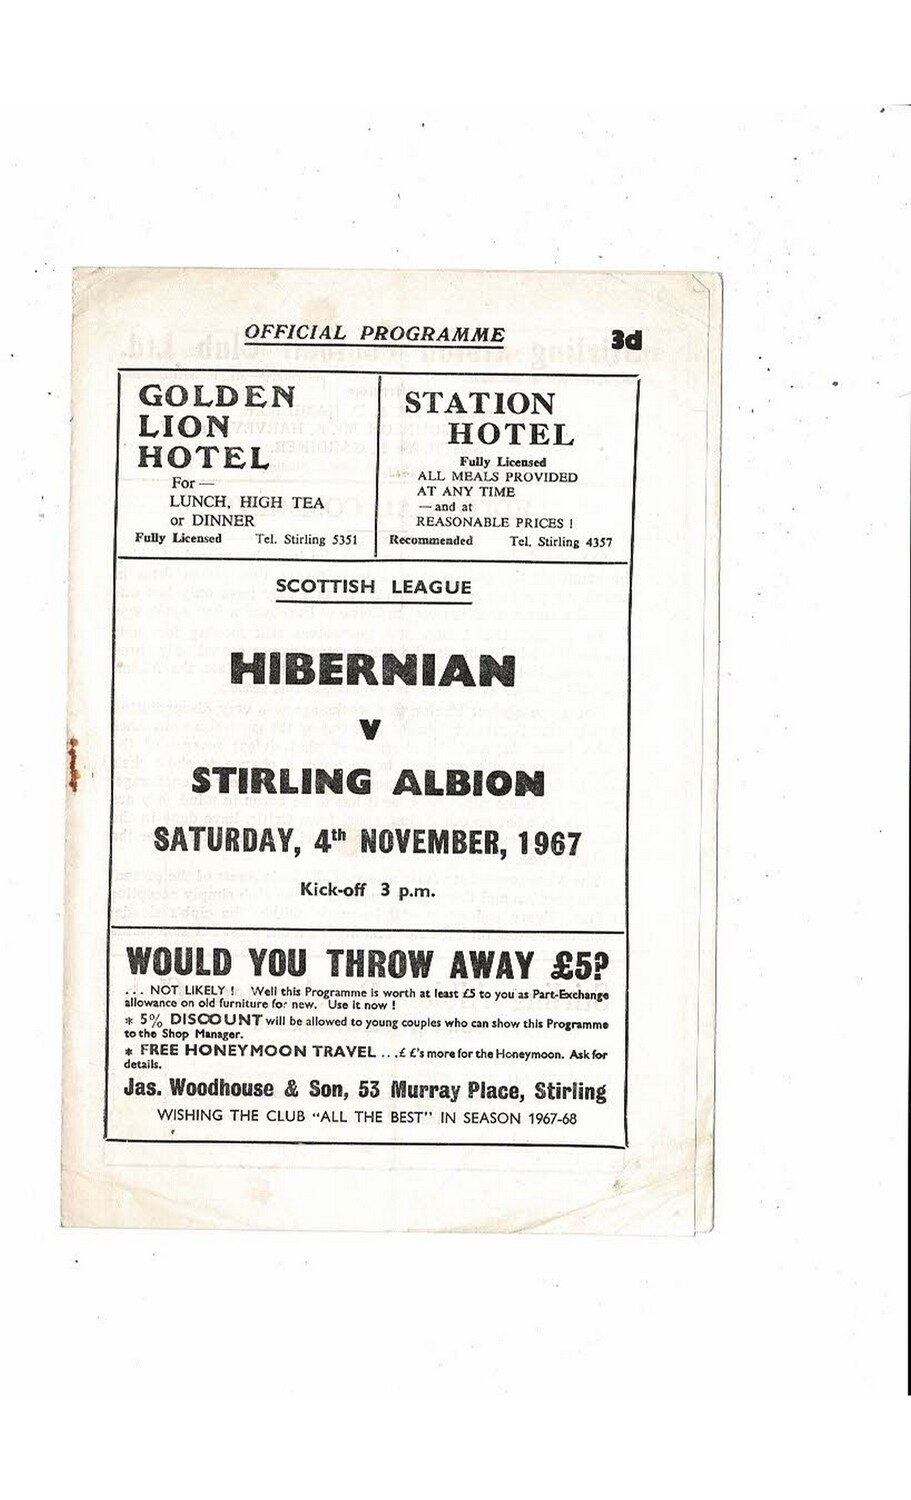 OFFICIAL PROGRAMME 3d
GOLDEN
LION
HOTEL
For—
LUNCH, HIGH TEA
or DINNER
Fully Licensed Tel. Stirling 5351
STATION
HOTEL
Fully Licensed
ALL MEALS PROVIDED
AT ANY TIME
—and at
REASONABLE PRICES !
Recommended Tel. Stirling 4357
SCOTTISH LEAGUE
HIBERNIAN
V
STIRLING ALBION
SATURDAY, 4th NOVEMBER, 1967
Kick-off 3 p.m.
WOULD YOU THROW AWAY £5?
... NOT LIKELY ! Well this Programme is worth at least £5 to you as Part-Exchange
allowance on old furniture for new. Use it now !
* 5% DISCOUNT will be allowed to young couples who can show this Programme
to the Shop Manager.
* FREE HONEYMOON TRAVEL ...£ £'s more for the Honeymoon. Ask for
details.
Jas. Woodhouse & Son, 53 Murray Place, Stirling
WISHING THE CLUB "ALL THE BEST" IN SEASON 1967-68